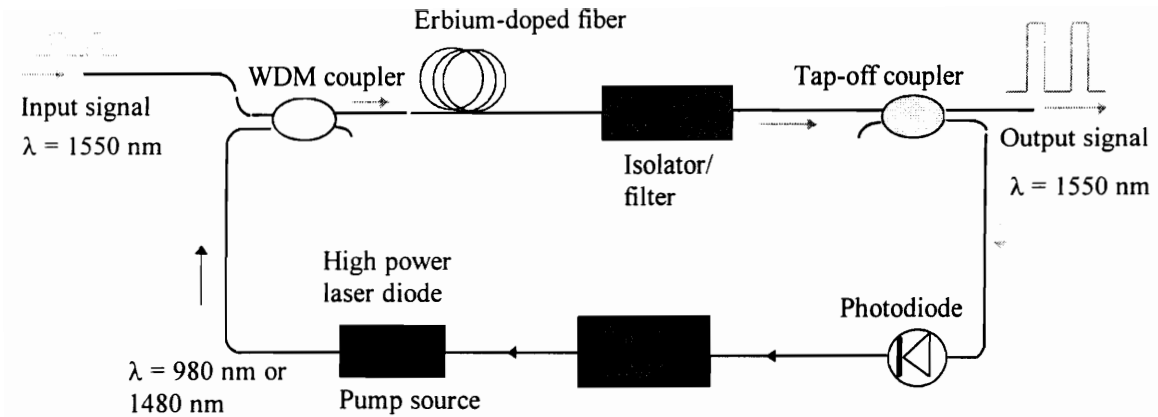 Erbium-doped fiber
WDM coupler
Tap-off coupler
Input signal
λ = 1550 nm
Isolator/
filter
Output signal
λ = 1550 nm
High power
laser diode
Photodiode
λ = 980 nm or
1480 nm
Pump source